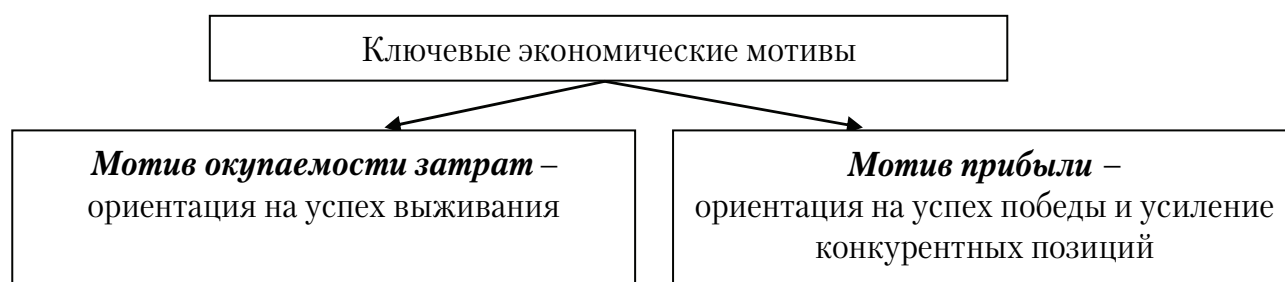 Ключевые экономические мотивы
Мотив окупаемости затрат –
ориентация на успех выживания
Мотив прибыли –
ориентация на успех победы и усиление
конкурентных позиций